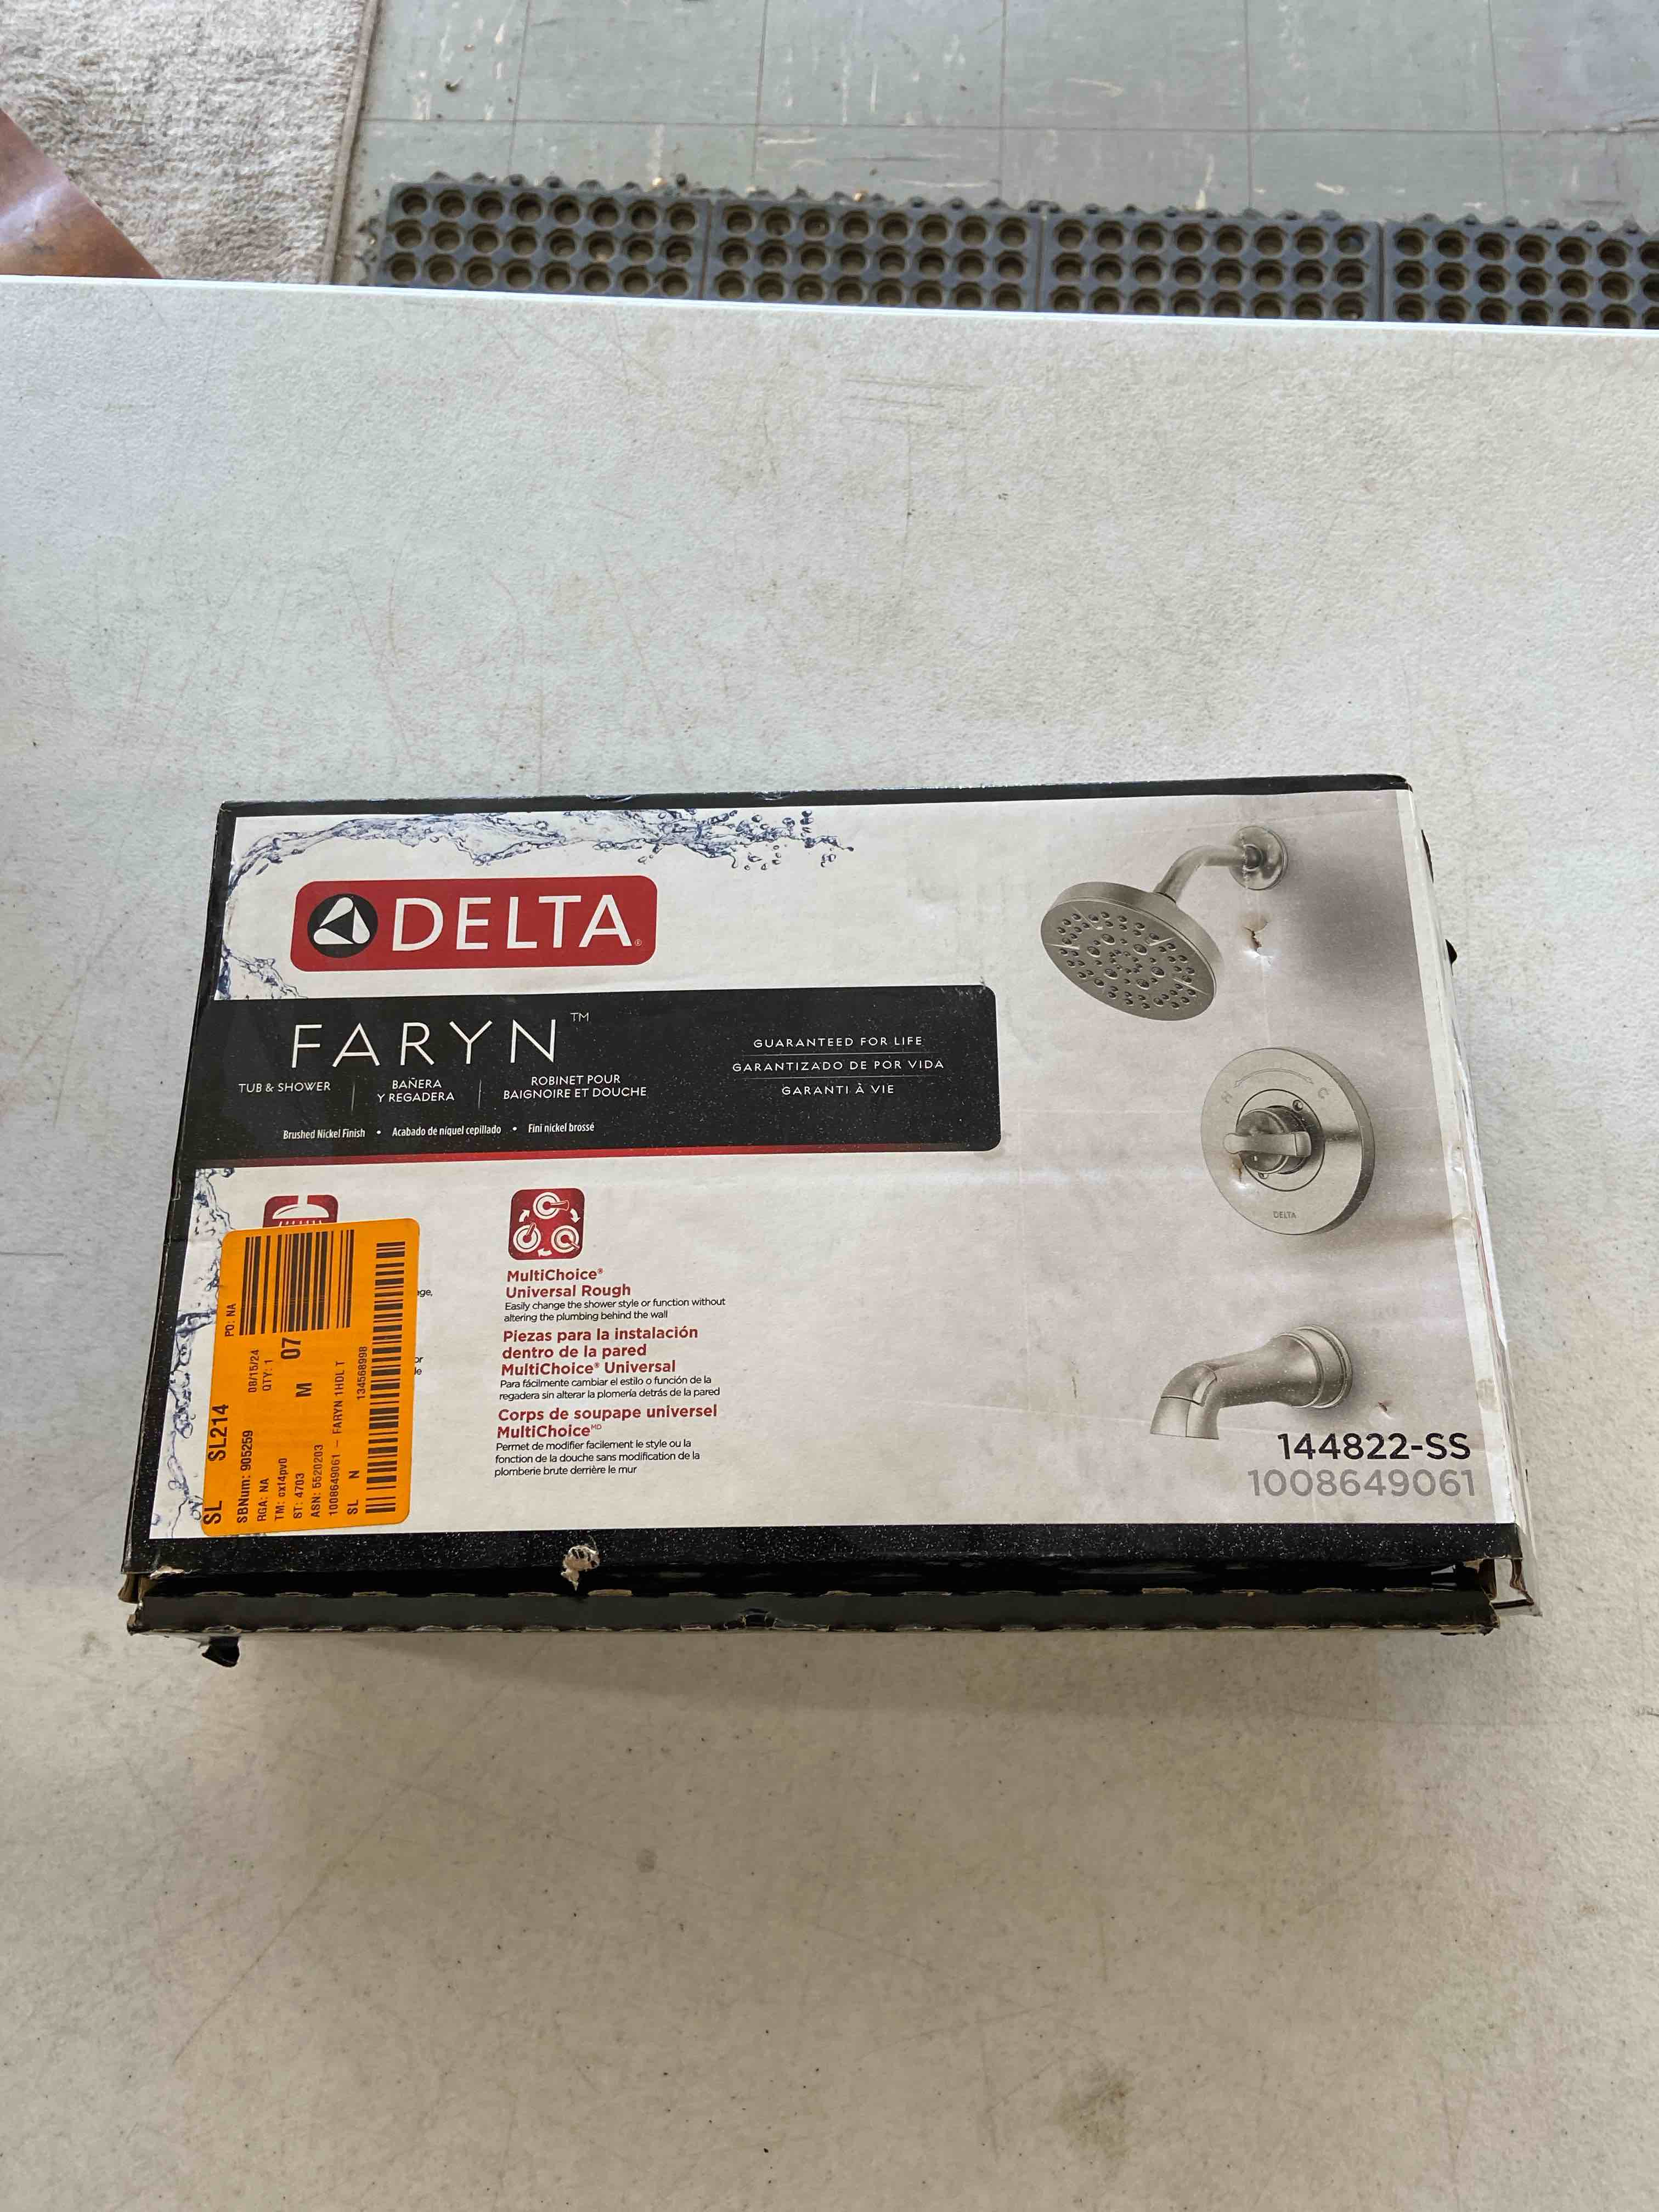 DELTA®
FARYN™
TUB & SHOWER
BAÑERA
Y REGADERA
ROBINET POUR
BAIGNOIRE ET DOUCHE
Brushed Nickel Finish • Acabado de níquel cepillado • Fini nickel brossé
GUARANTEED FOR LIFE
GARANTIZADO DE POR VIDA
GARANTI À VIE
H
C
DELTA
MultiChoice®
Universal Rough
Easily change the shower style or function without
altering the plumbing behind the wall
Piezas para la instalación
dentro de la pared
MultiChoice® Universal
Para fácilmente cambiar el estilo o función de la
regadera sin alterar la plomería detrás de la pared
Corps de soupape universel
MultiChoice MD
Permet de modifier facilement le style ou la
fonction de la douche sans modification de la
plomberie brute derrière le mur
144822-SS
1008649061
SL SL214 PO: NA
SBNum: 905259 08/15/24
RGA: NA QTY: 1
TM: cxt4pv0
ST: 4703 M 07
ASN: 5520203
1008649061 — FARYN 1HDL T
SL N 134568998